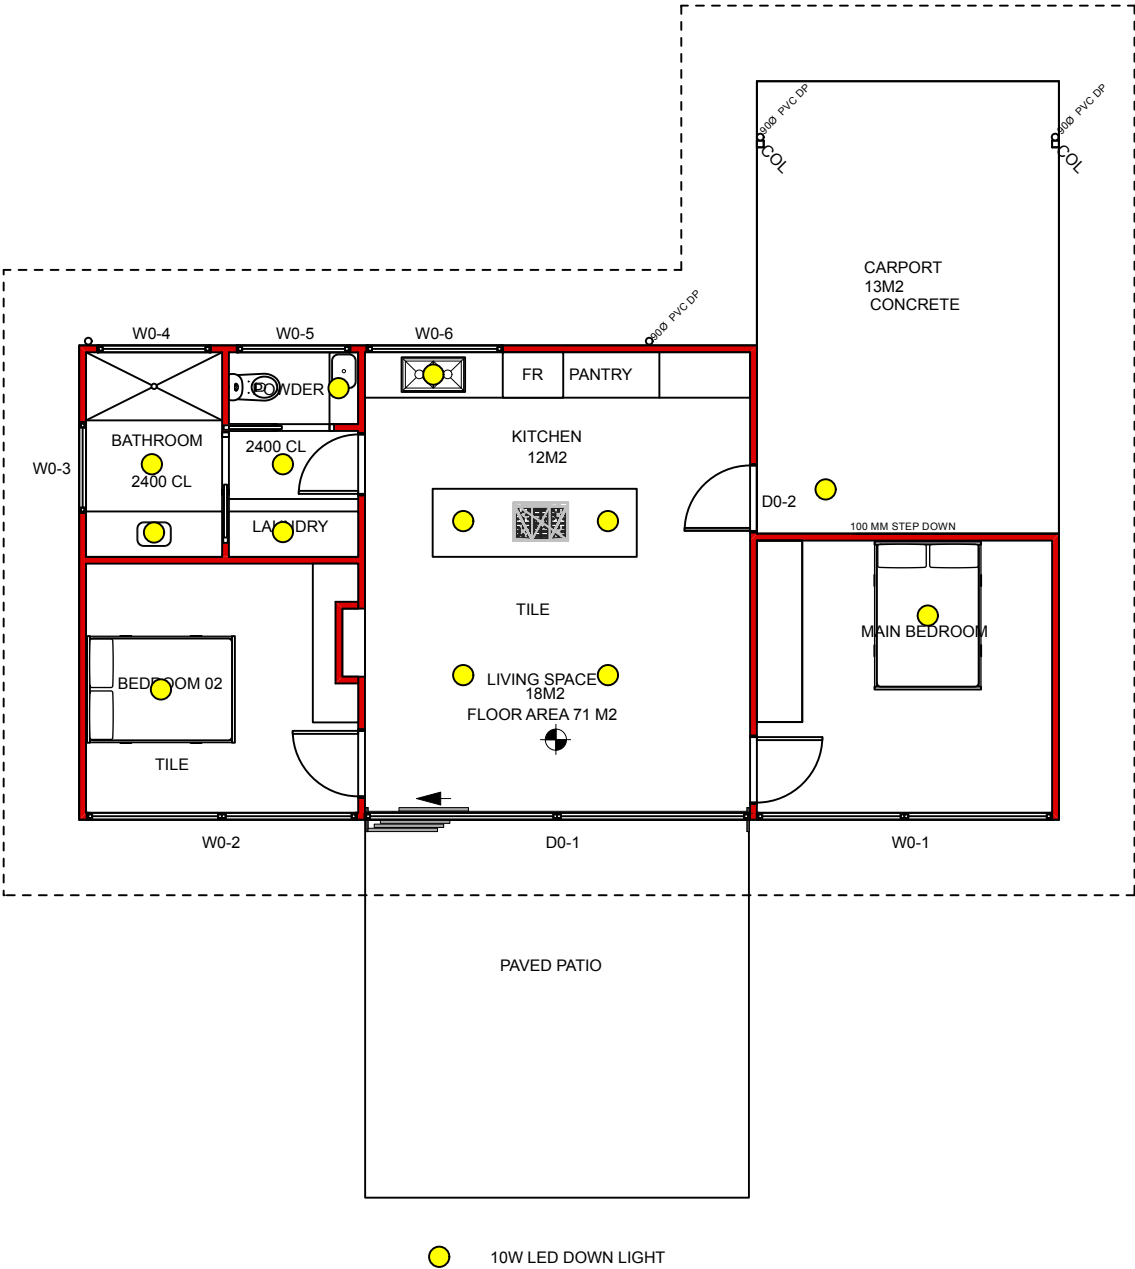 90Ø PVC DP
COL
90Ø PVC DP
COL
CARPORT
13M2
CONCRETE
90Ø PVC DP
W0-4
W0-5
W0-6
FR
PANTRY
POWDER
BATHROOM
2400 CL
2400 CL
KITCHEN
12M2
W0-3
D0-2
100 MM STEP DOWN
LAUNDRY
TILE
MAIN BEDROOM
BEDROOM 02
LIVING SPACE
18M2
FLOOR AREA 71 M2
TILE
W0-2
D0-1
W0-1
PAVED PATIO
10W LED DOWN LIGHT